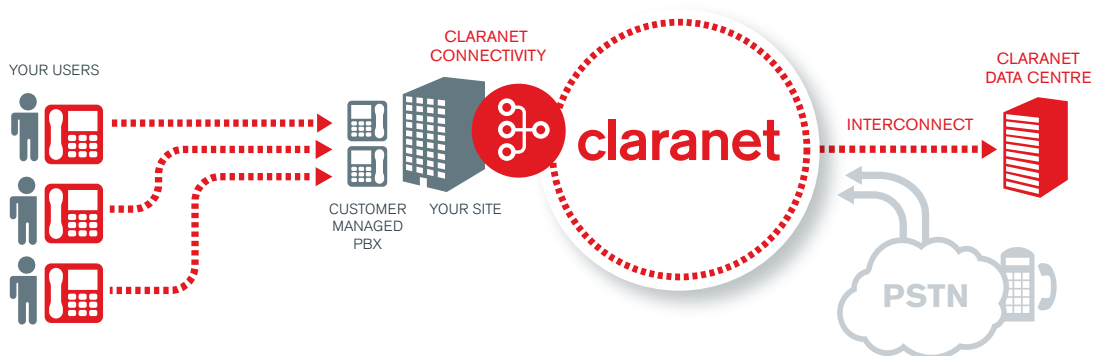 YOUR USERS
CUSTOMER
MANAGED
PBX
YOUR SITE
CLARANET
CONNECTIVITY
claranet
INTERCONNECT
CLARANET
DATA CENTRE
PSTN